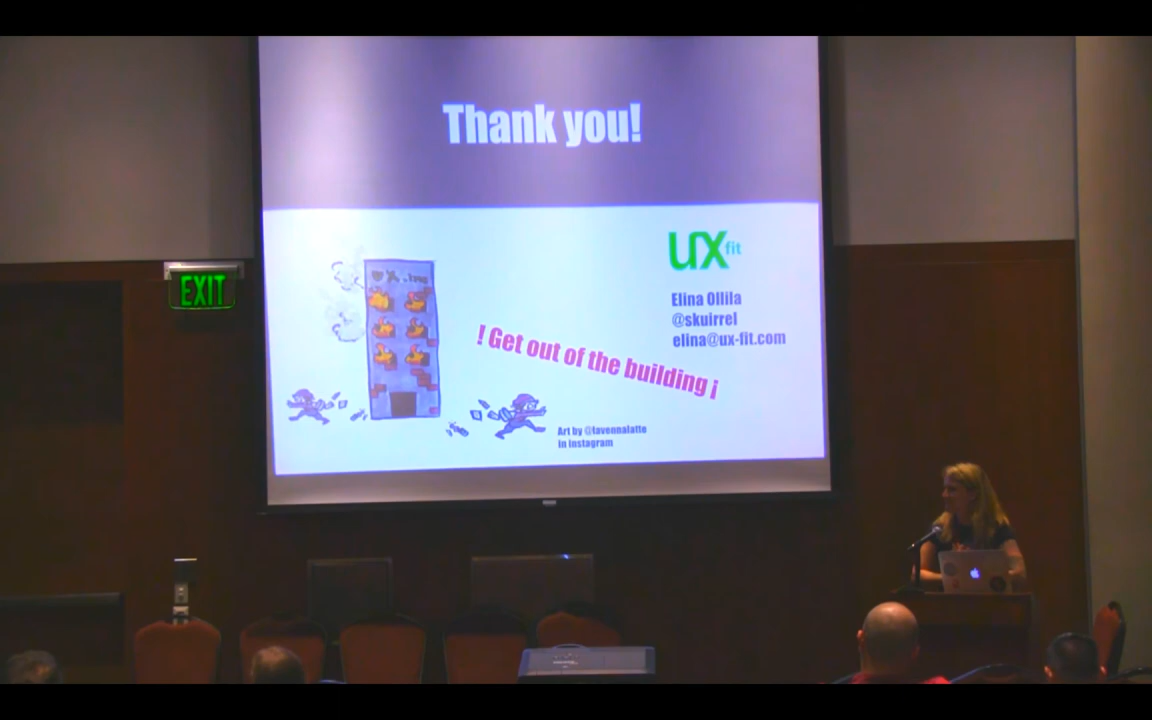 Thank you!
UX fit
EXIT
Elina Ollila
@skuirrel
elina@ux-fit.com
! Get out of the building ¡
Art by @tavennalatte
in instagram